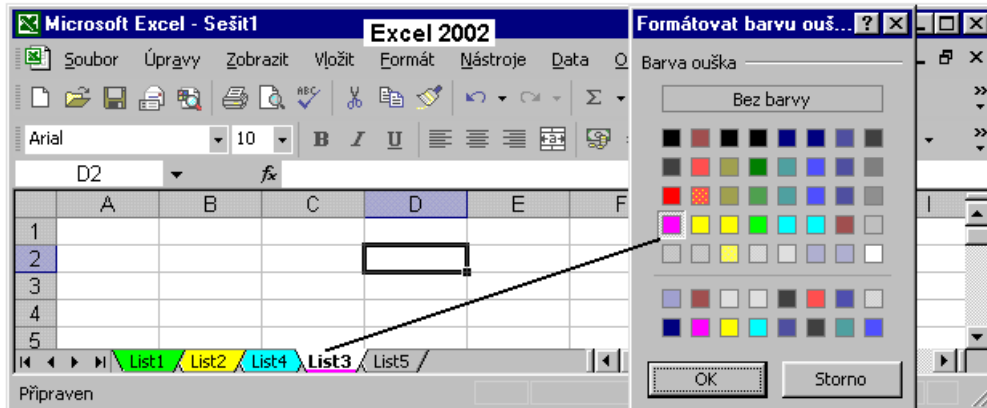 Microsoft Excel - Sešit1
Excel 2002
Soubor Úpravy Zobrazit Vložit Formát Nástroje Data O
Arial 10 B I U
D2 fx
A B C D E F I
1
2
3
4
5
List1 List2 List4 List3 List5
Připraven
Formátovat barvu ouš...
Barva ouška
Bez barvy
OK Storno